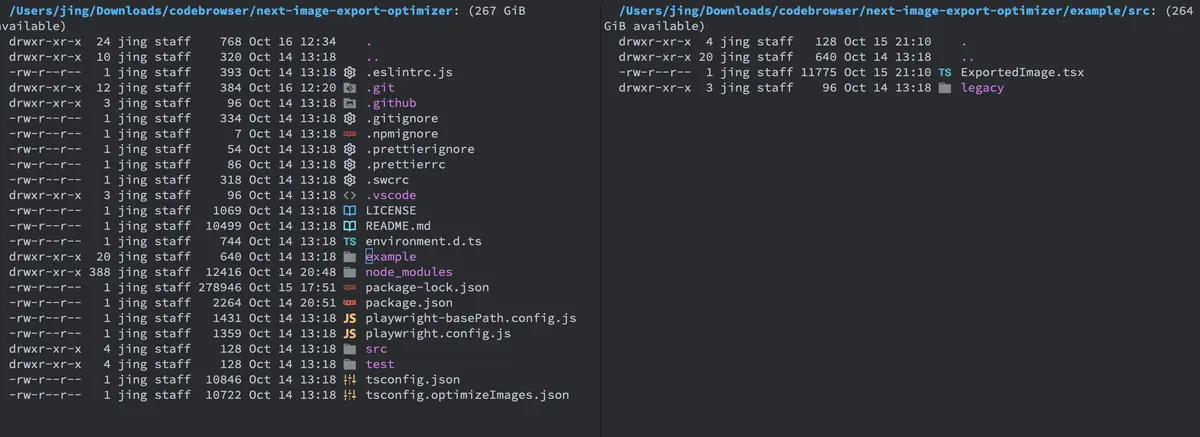 /Users/jing/Downloads/codebrowser/next-image-export-optimizer: (267 GiB
available)
drwxr-xr-x 24 jing staff 768 Oct 16 12:34 .
drwxr-xr-x 10 jing staff 320 Oct 14 13:18 ..
-rw-r--r-- 1 jing staff 393 Oct 14 13:18 .eslintrc.js
drwxr-xr-x 12 jing staff 384 Oct 16 12:20 .git
drwxr-xr-x 3 jing staff 96 Oct 14 13:18 .github
-rw-r--r-- 1 jing staff 334 Oct 14 13:18 .gitignore
-rw-r--r-- 1 jing staff 7 Oct 14 13:18 .npmignore
-rw-r--r-- 1 jing staff 54 Oct 14 13:18 .prettierignore
-rw-r--r-- 1 jing staff 86 Oct 14 13:18 .prettierrc
-rw-r--r-- 1 jing staff 318 Oct 14 13:18 .swcrc
drwxr-xr-x 3 jing staff 96 Oct 14 13:18 .vscode
-rw-r--r-- 1 jing staff 1069 Oct 14 13:18 LICENSE
-rw-r--r-- 1 jing staff 10499 Oct 14 13:18 README.md
-rw-r--r-- 1 jing staff 744 Oct 14 13:18 TS environment.d.ts
drwxr-xr-x 20 jing staff 640 Oct 14 13:18 example
drwxr-xr-x 388 jing staff 12416 Oct 14 20:48 node_modules
-rw-r--r-- 1 jing staff 278946 Oct 15 17:51 package-lock.json
-rw-r--r-- 1 jing staff 2264 Oct 14 20:51 package.json
-rw-r--r-- 1 jing staff 1431 Oct 14 13:18 JS playwright-basePath.config.js
-rw-r--r-- 1 jing staff 1359 Oct 14 13:18 JS playwright.config.js
drwxr-xr-x 4 jing staff 128 Oct 14 13:18 src
drwxr-xr-x 4 jing staff 128 Oct 14 13:18 test
-rw-r--r-- 1 jing staff 10846 Oct 14 13:18 tsconfig.json
-rw-r--r-- 1 jing staff 10722 Oct 14 13:18 tsconfig.optimizeImages.json
/Users/jing/Downloads/codebrowser/next-image-export-optimizer/example/src: (264
GiB available)
drwxr-xr-x 4 jing staff 128 Oct 15 21:10 .
drwxr-xr-x 20 jing staff 640 Oct 14 13:18 ..
-rw-r--r-- 1 jing staff 11775 Oct 15 21:10 TS ExportedImage.tsx
drwxr-xr-x 3 jing staff 96 Oct 14 13:18 legacy